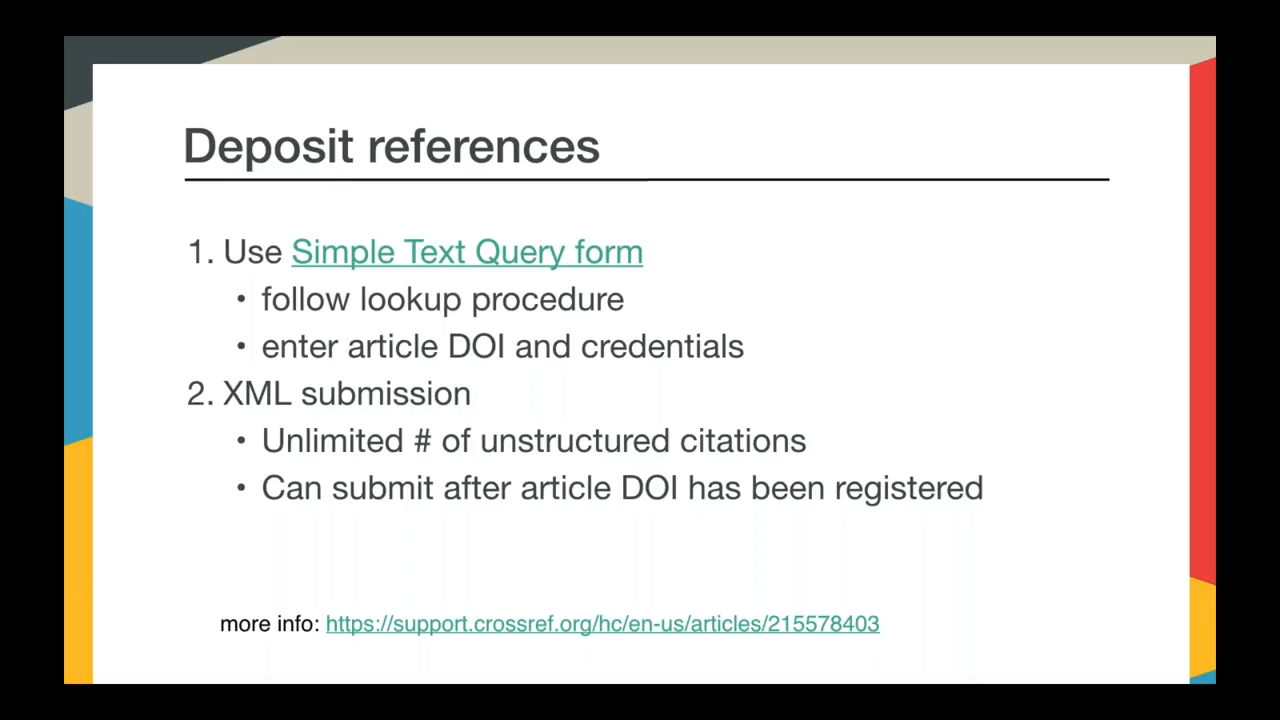 Deposit references
1. Use Simple Text Query form
• follow lookup procedure
• enter article DOI and credentials
2. XML submission
• Unlimited # of unstructured citations
• Can submit after article DOI has been registered
more info: https://support.crossref.org/hc/en-us/articles/215578403